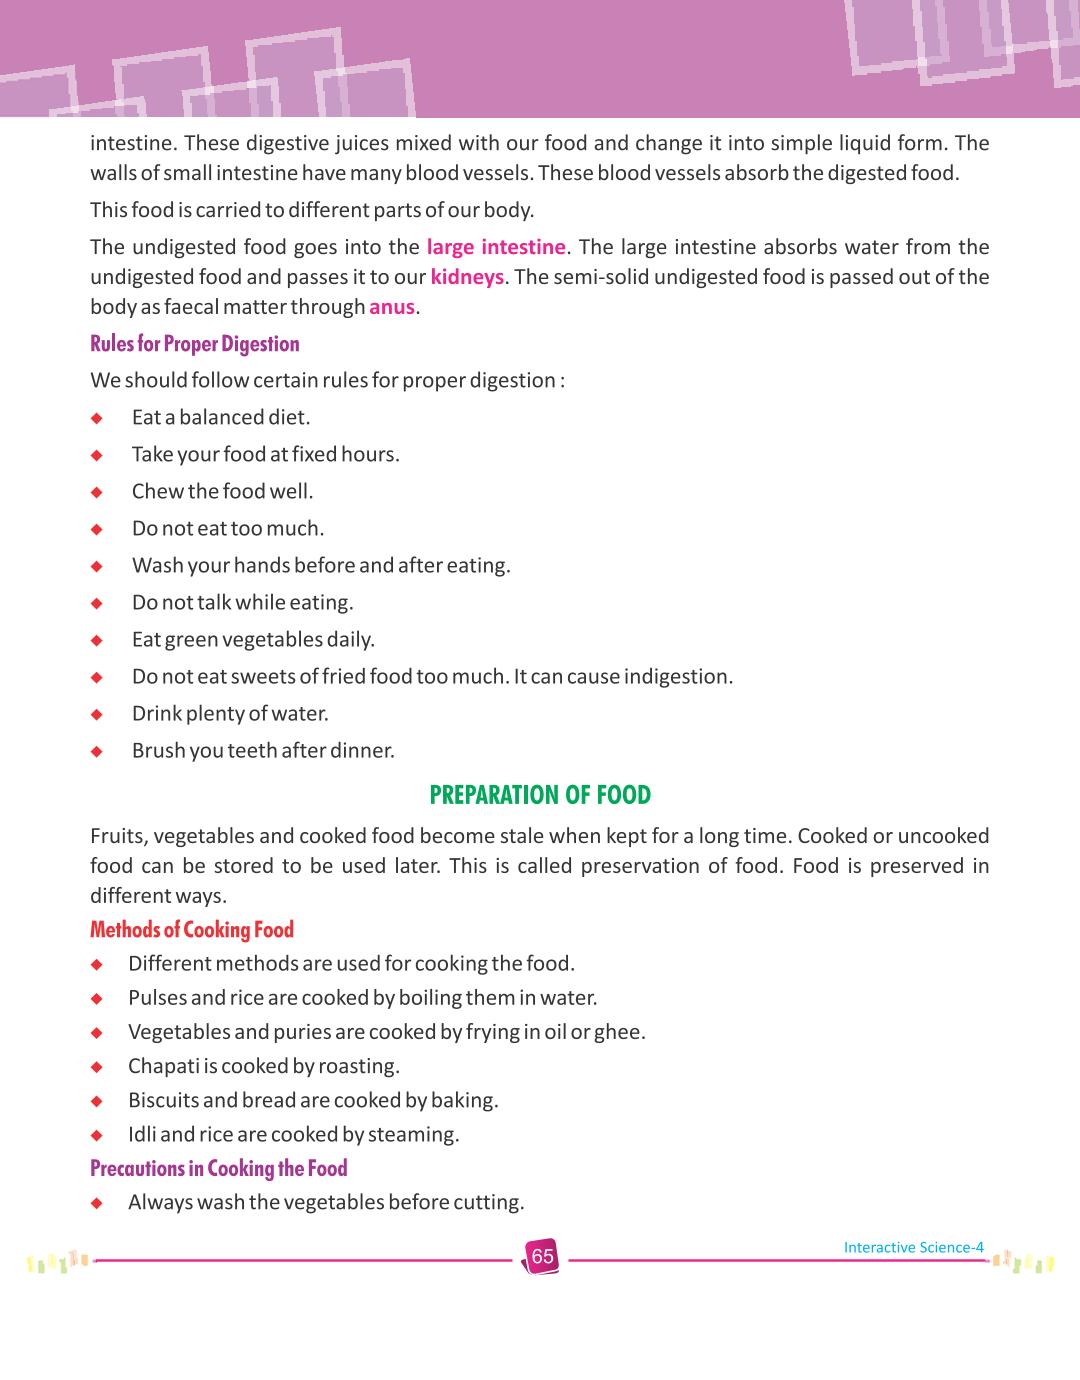 intestine. These digestive juices mixed with our food and change it into simple liquid form. The
walls of small intestine have many blood vessels. These blood vessels absorb the digested food.
This food is carried to different parts of our body.
The undigested food goes into the large intestine. The large intestine absorbs water from the
undigested food and passes it to our kidneys. The semi-solid undigested food is passed out of the
body as faecal matter through anus.
Rules for Proper Digestion
We should follow certain rules for proper digestion :
◆ Eat a balanced diet.
◆ Take your food at fixed hours.
◆ Chew the food well.
◆ Do not eat too much.
◆ Wash your hands before and after eating.
◆ Do not talk while eating.
◆ Eat green vegetables daily.
◆ Do not eat sweets of fried food too much. It can cause indigestion.
◆ Drink plenty of water.
◆ Brush you teeth after dinner.
PREPARATION OF FOOD
Fruits, vegetables and cooked food become stale when kept for a long time. Cooked or uncooked
food can be stored to be used later. This is called preservation of food. Food is preserved in
different ways.
Methods of Cooking Food
◆ Different methods are used for cooking the food.
◆ Pulses and rice are cooked by boiling them in water.
◆ Vegetables and puries are cooked by frying in oil or ghee.
◆ Chapati is cooked by roasting.
◆ Biscuits and bread are cooked by baking.
◆ Idli and rice are cooked by steaming.
Precautions in Cooking the Food
◆ Always wash the vegetables before cutting.
65
Interactive Science-4